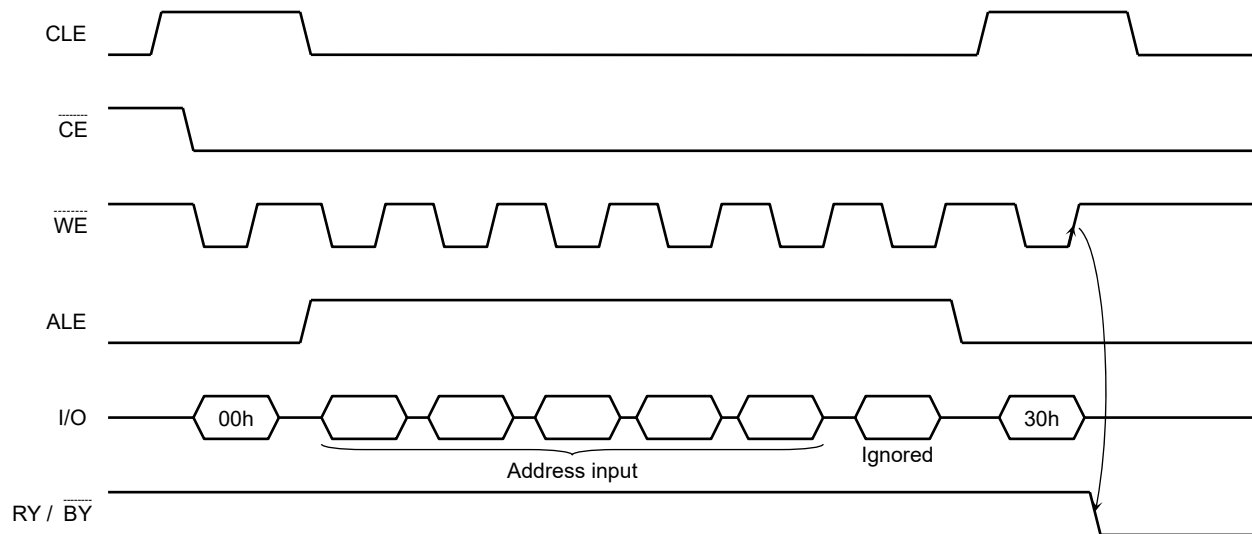 CLE
CE
WE
ALE
I/O
00h
30h
Ignored
Address input
RY / BY